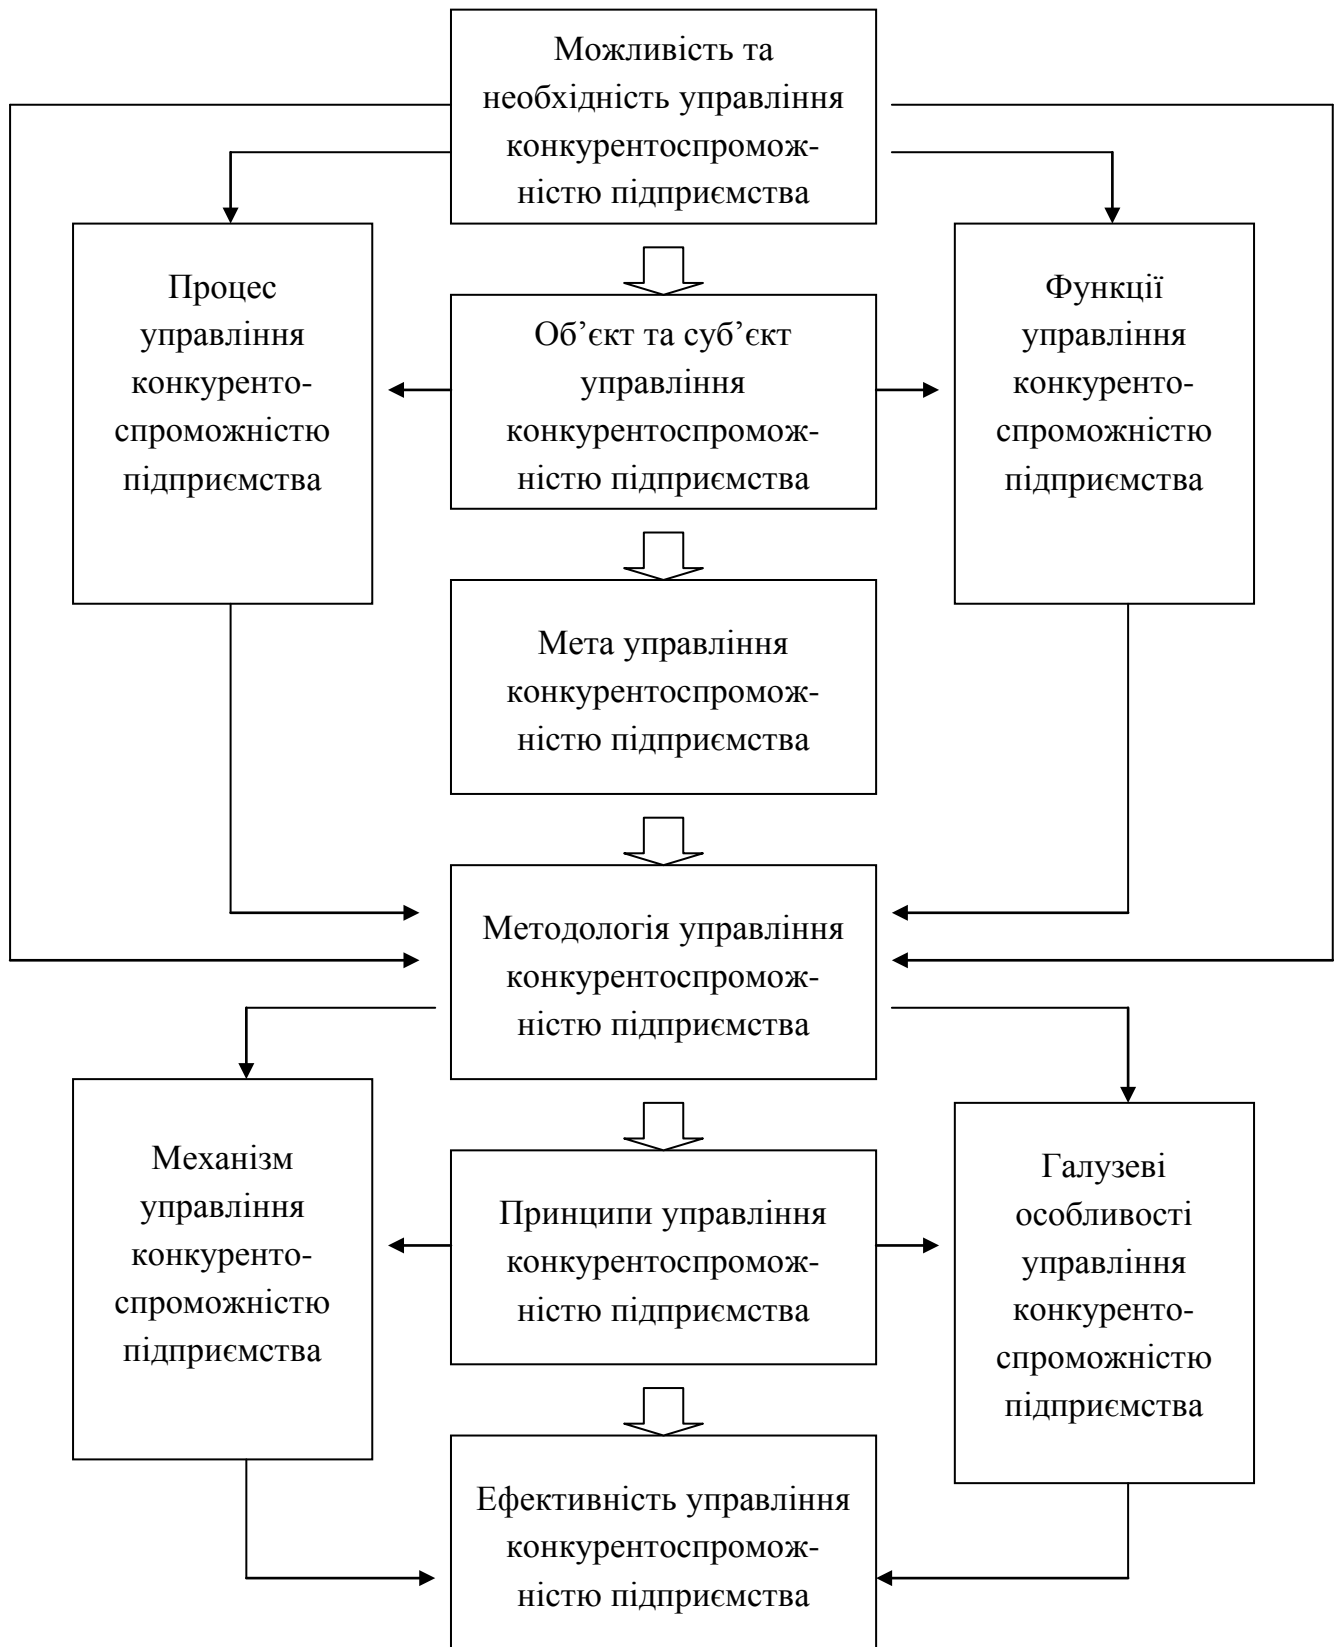 Можливість та
необхідність управління
конкурентоспромож-
ністю підприємства
Процес
управління
конкуренто-
спроможністю
підприємства
Об’єкт та суб’єкт
управління
конкурентоспромож-
ністю підприємства
Функції
управління
конкуренто-
спроможністю
підприємства
Мета управління
конкурентоспромож-
ністю підприємства
Методологія управління
конкурентоспромож-
ністю підприємства
Механізм
управління
конкуренто-
спроможністю
підприємства
Принципи управління
конкурентоспромож-
ністю підприємства
Галузеві
особливості
управління
конкуренто-
спроможністю
підприємства
Ефективність управління
конкурентоспромож-
ністю підприємства